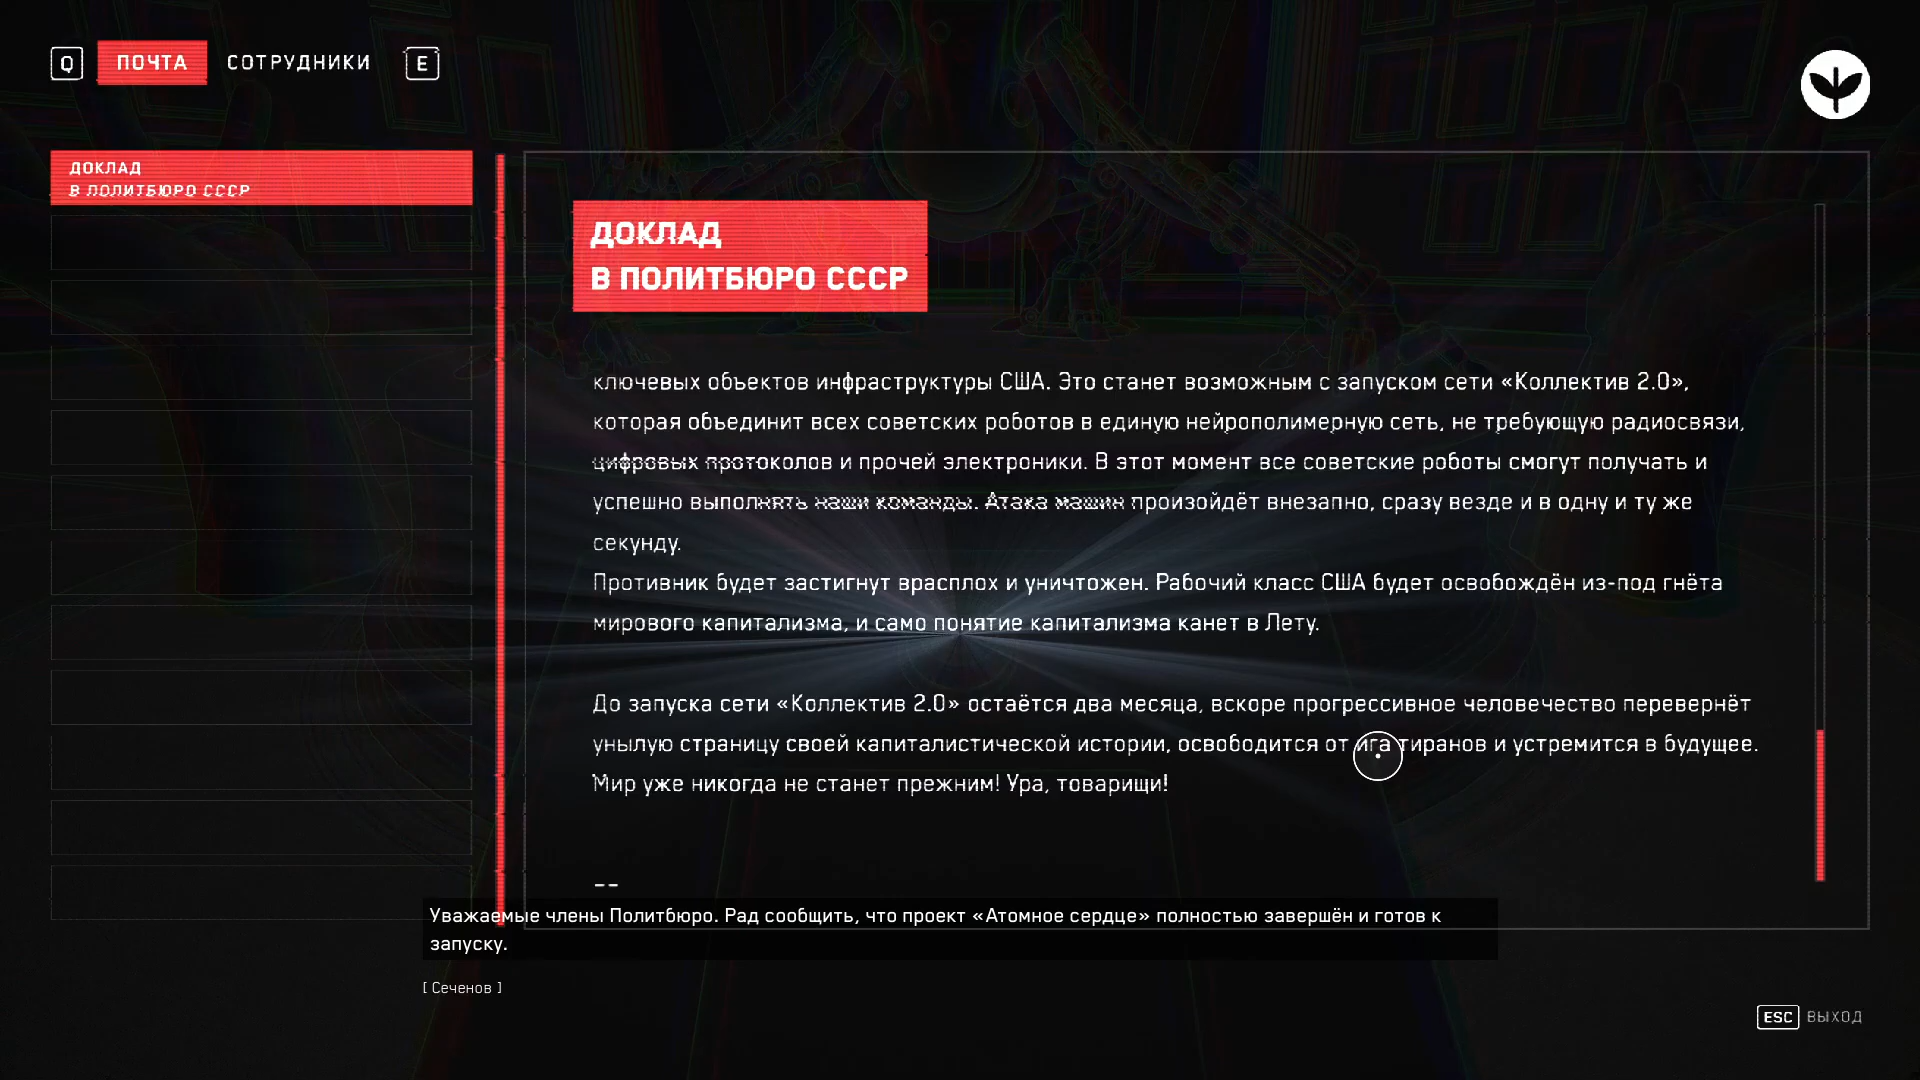 Q ПОЧТА СОТРУДНИКИ E
ДОКЛАД
В ПОЛИТБЮРО СССР
ДОКЛАД
В ПОЛИТБЮРО СССР
ключевых объектов инфраструктуры США. Это станет возможным с запуском сети «Коллектив 2.0»,
которая объединит всех советских роботов в единую нейрополимерную сеть, не требующую радиосвязи,
цифровых протоколов и прочей электроники. В этот момент все советские роботы смогут получать и
успешно выполнять наши команды. Атака машин произойдёт внезапно, сразу везде и в одну и ту же
секунду.
Противник будет застигнут врасплох и уничтожен. Рабочий класс США будет освобождён из-под гнёта
мирового капитализма, и само понятие капитализма канет в Лету.
До запуска сети «Коллектив 2.0» остаётся два месяца, вскоре прогрессивное человечество перевернёт
унылую страницу своей капиталистической истории, освободится от ига тиранов и устремится в будущее.
Мир уже никогда не станет прежним! Ура, товарищи!
--
Уважаемые члены Политбюро. Рад сообщить, что проект «Атомное сердце» полностью завершён и готов к
запуску.
[ Сеченов ]
ESC ВЫХОД